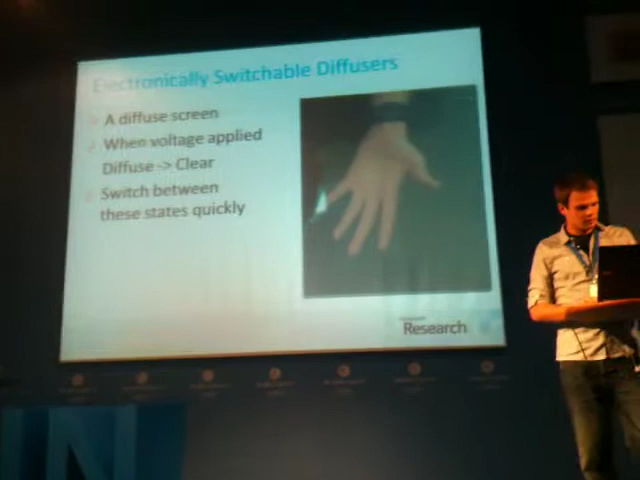 Electronically Switchable Diffusers
A diffuse screen
When voltage applied
Diffuse -> Clear
Switch between
these states quickly
Research
N